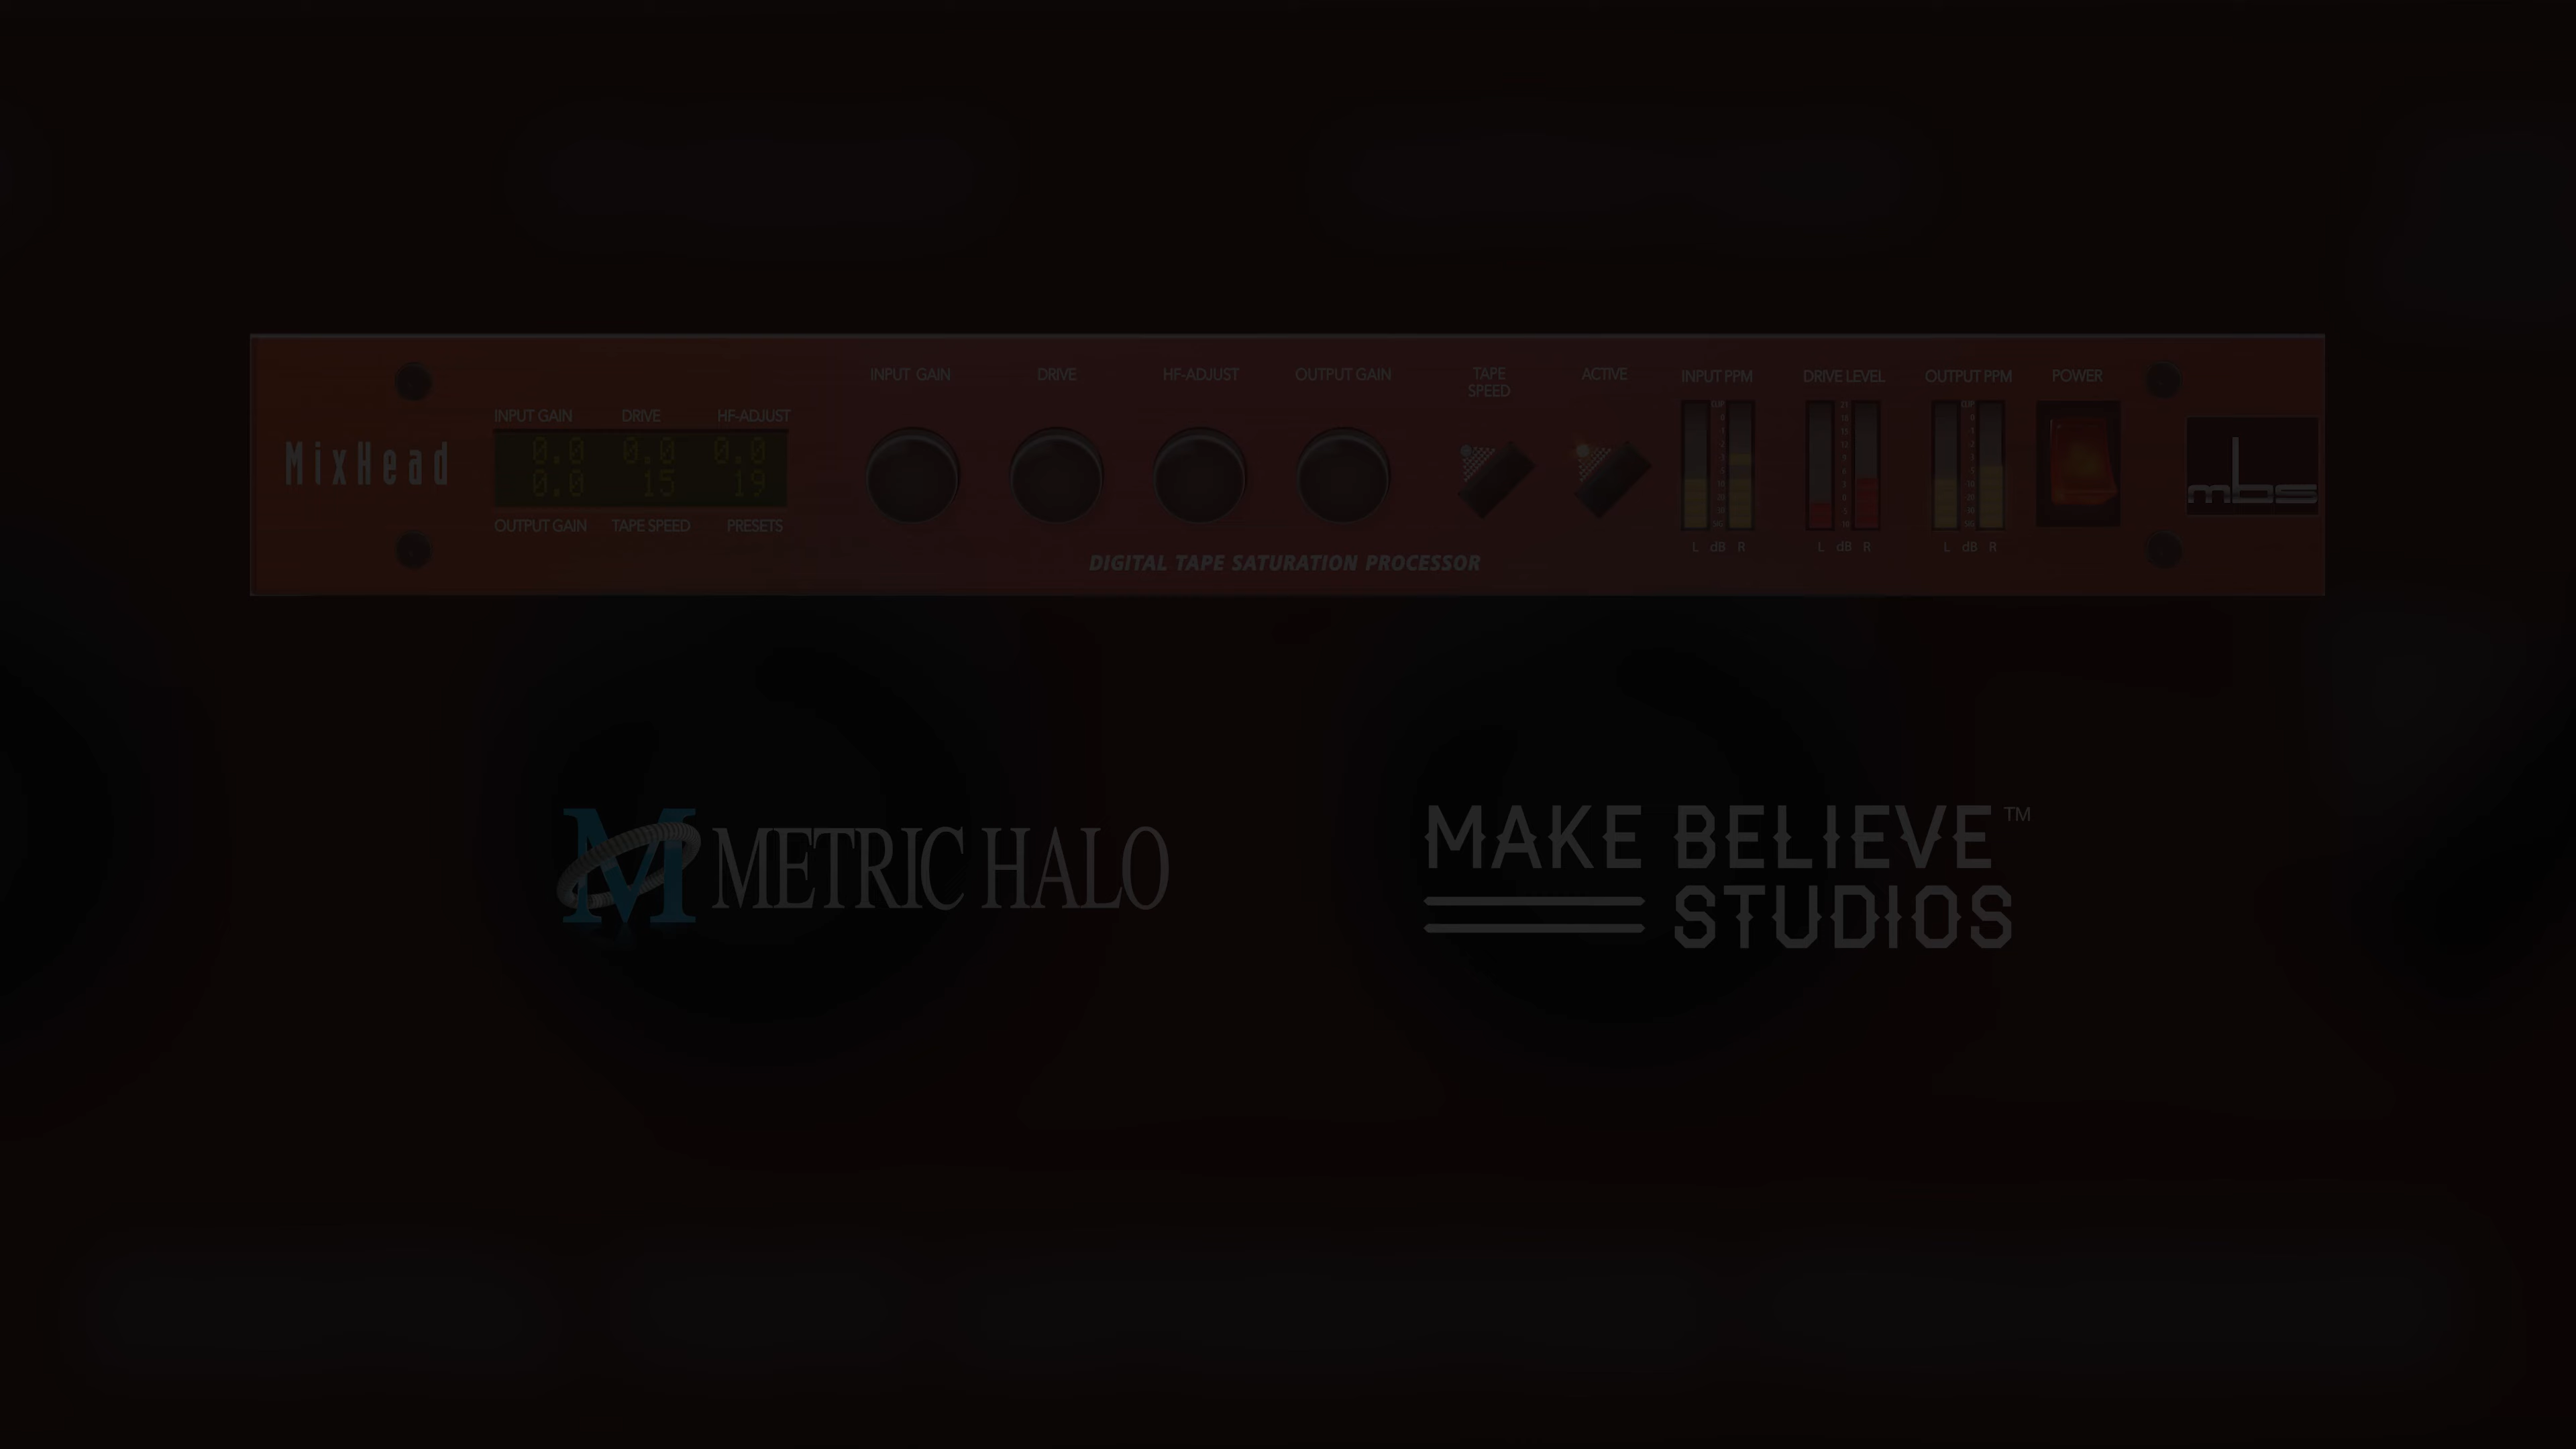 MixHead
INPUT GAIN DRIVE HF-ADJUST
0.0 0.0 0.0
0.0 15 19
OUTPUT GAIN TAPE SPEED PRESETS
INPUT GAIN
DRIVE
HF-ADJUST
OUTPUT GAIN
TAPE
SPEED
ACTIVE
INPUT PPM
L dB R
DRIVE LEVEL
L dB R
OUTPUT PPM
L dB R
POWER
mbs
DIGITAL TAPE SATURATION PROCESSOR
M METRIC HALO
MAKE BELIEVE™
STUDIOS